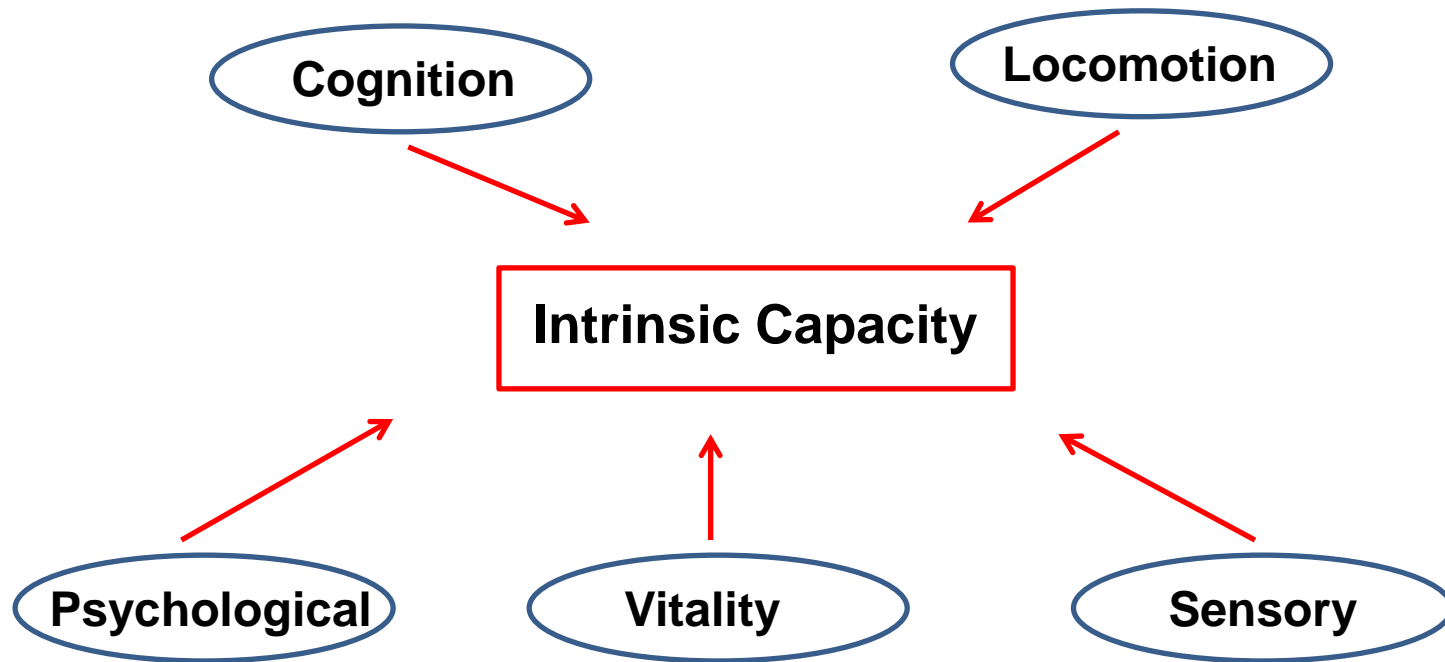 Cognition
Locomotion
Intrinsic Capacity
Psychological
Vitality
Sensory